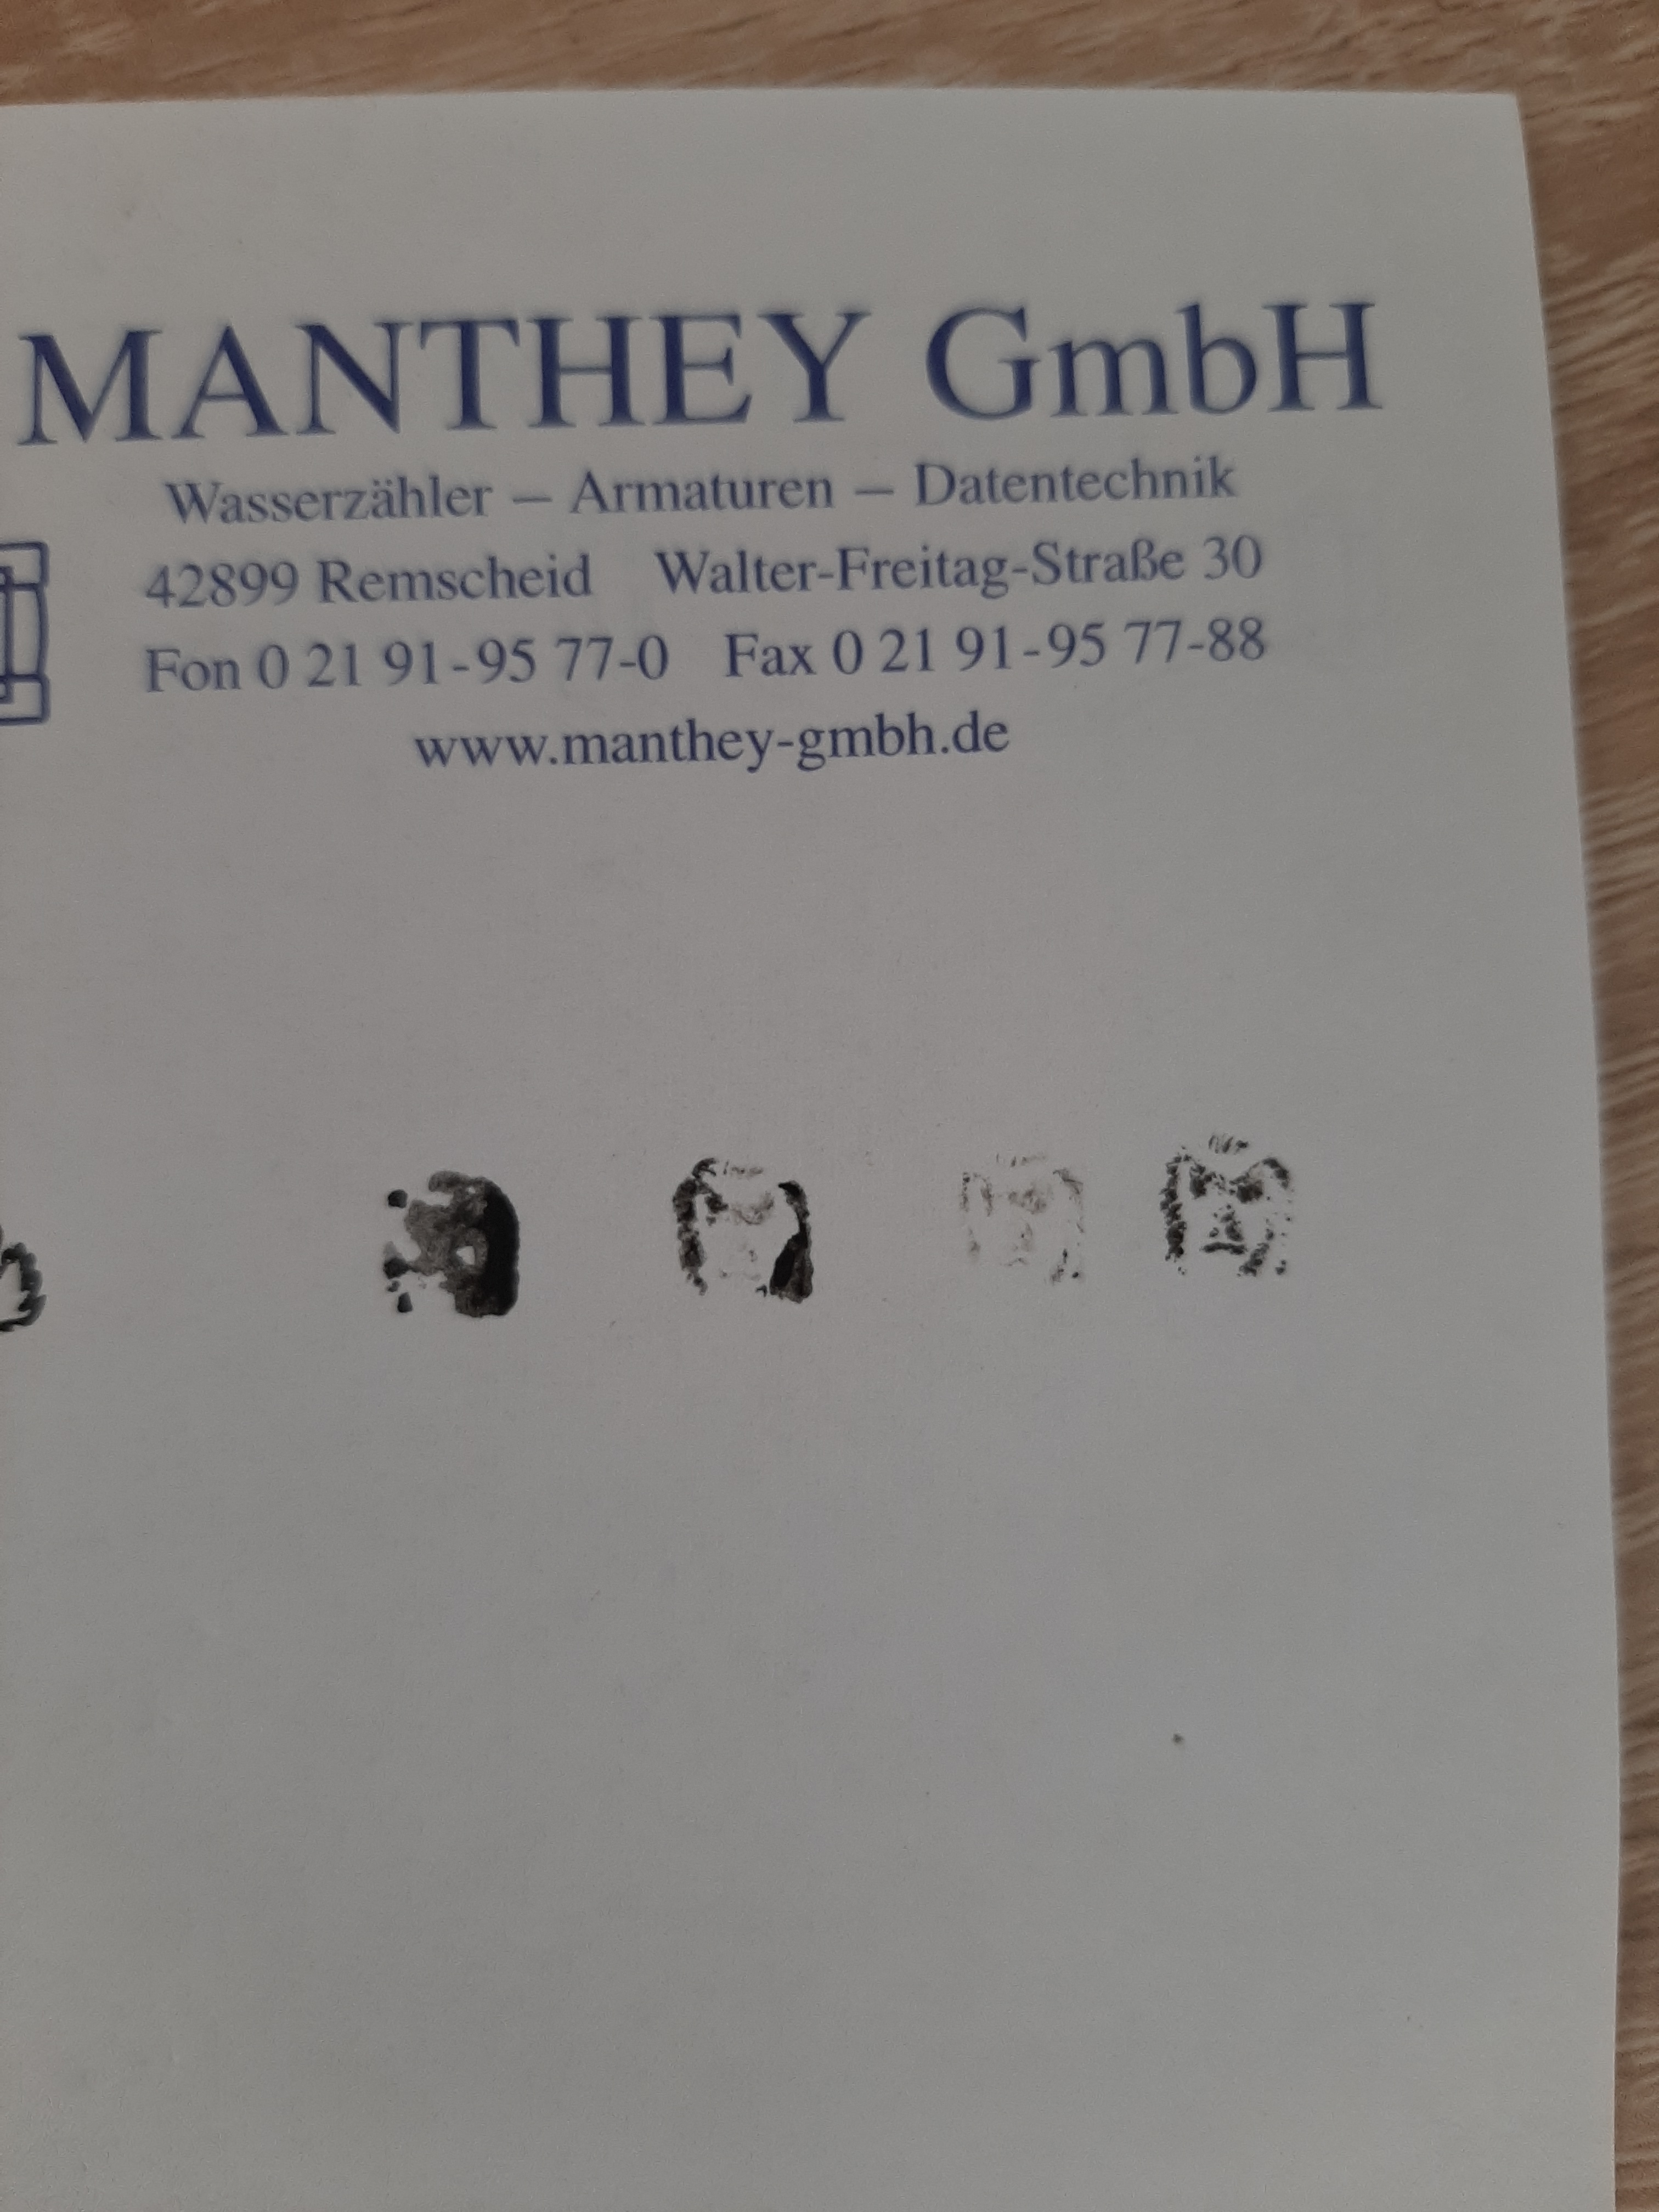 MANTHEY GmbH
Wasserzähler – Armaturen – Datentechnik
42899 Remscheid Walter-Freitag-Straße 30
Fon 0 21 91-95 77-0 Fax 0 21 91-95 77-88
www.manthey-gmbh.de